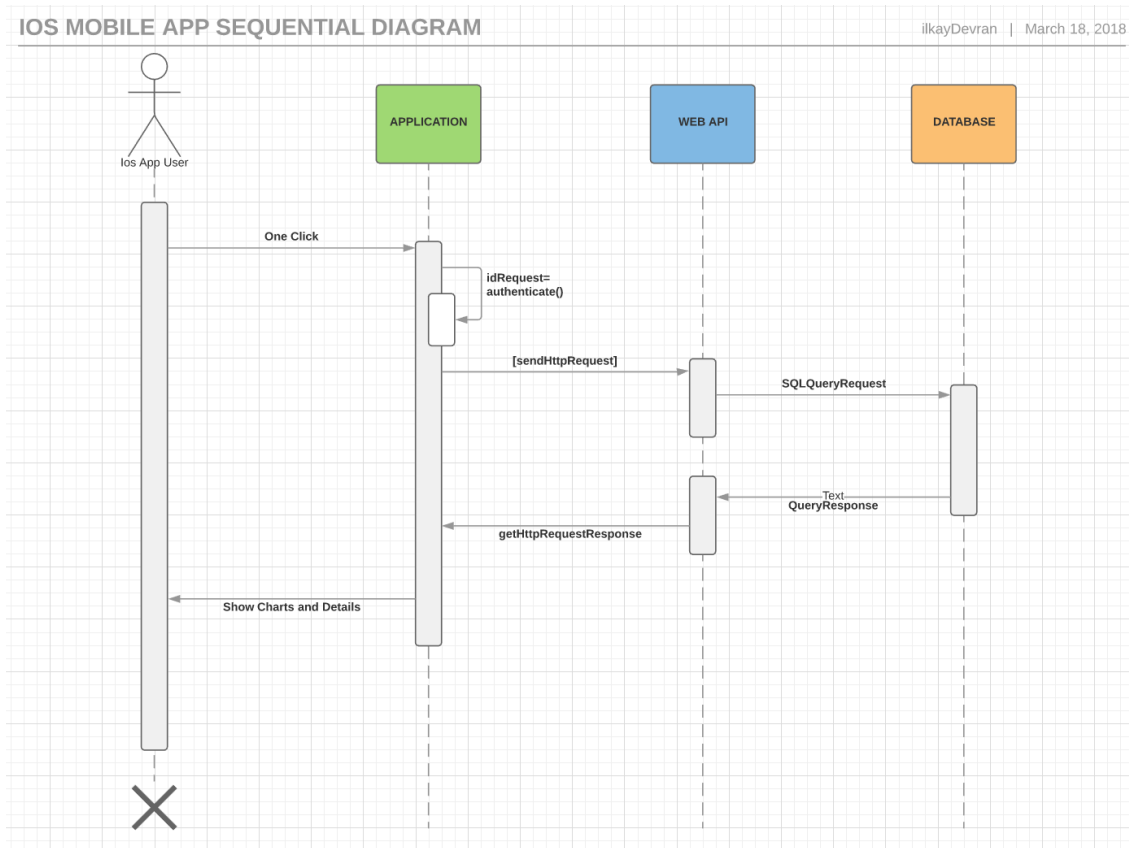 IOS MOBILE APP SEQUENTIAL DIAGRAM
ilkayDevran | March 18, 2018
APPLICATION
WEB API
DATABASE
Ios App User
One Click
idRequest=
authenticate()
[sendHttpRequest]
SQLQueryRequest
Text
QueryResponse
getHttpRequestResponse
Show Charts and Details